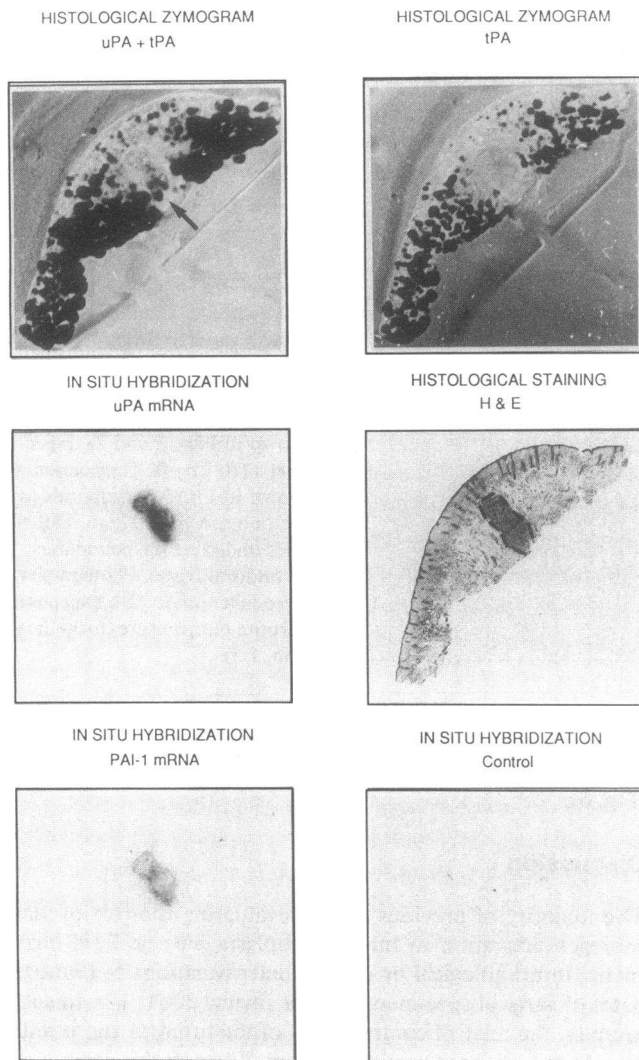 HISTOLOGICAL ZYMOGRAM
uPA + tPA
HISTOLOGICAL ZYMOGRAM
tPA
IN SITU HYBRIDIZATION
uPA mRNA
HISTOLOGICAL STAINING
H & E
IN SITU HYBRIDIZATION
PAI-1 mRNA
IN SITU HYBRIDIZATION
Control